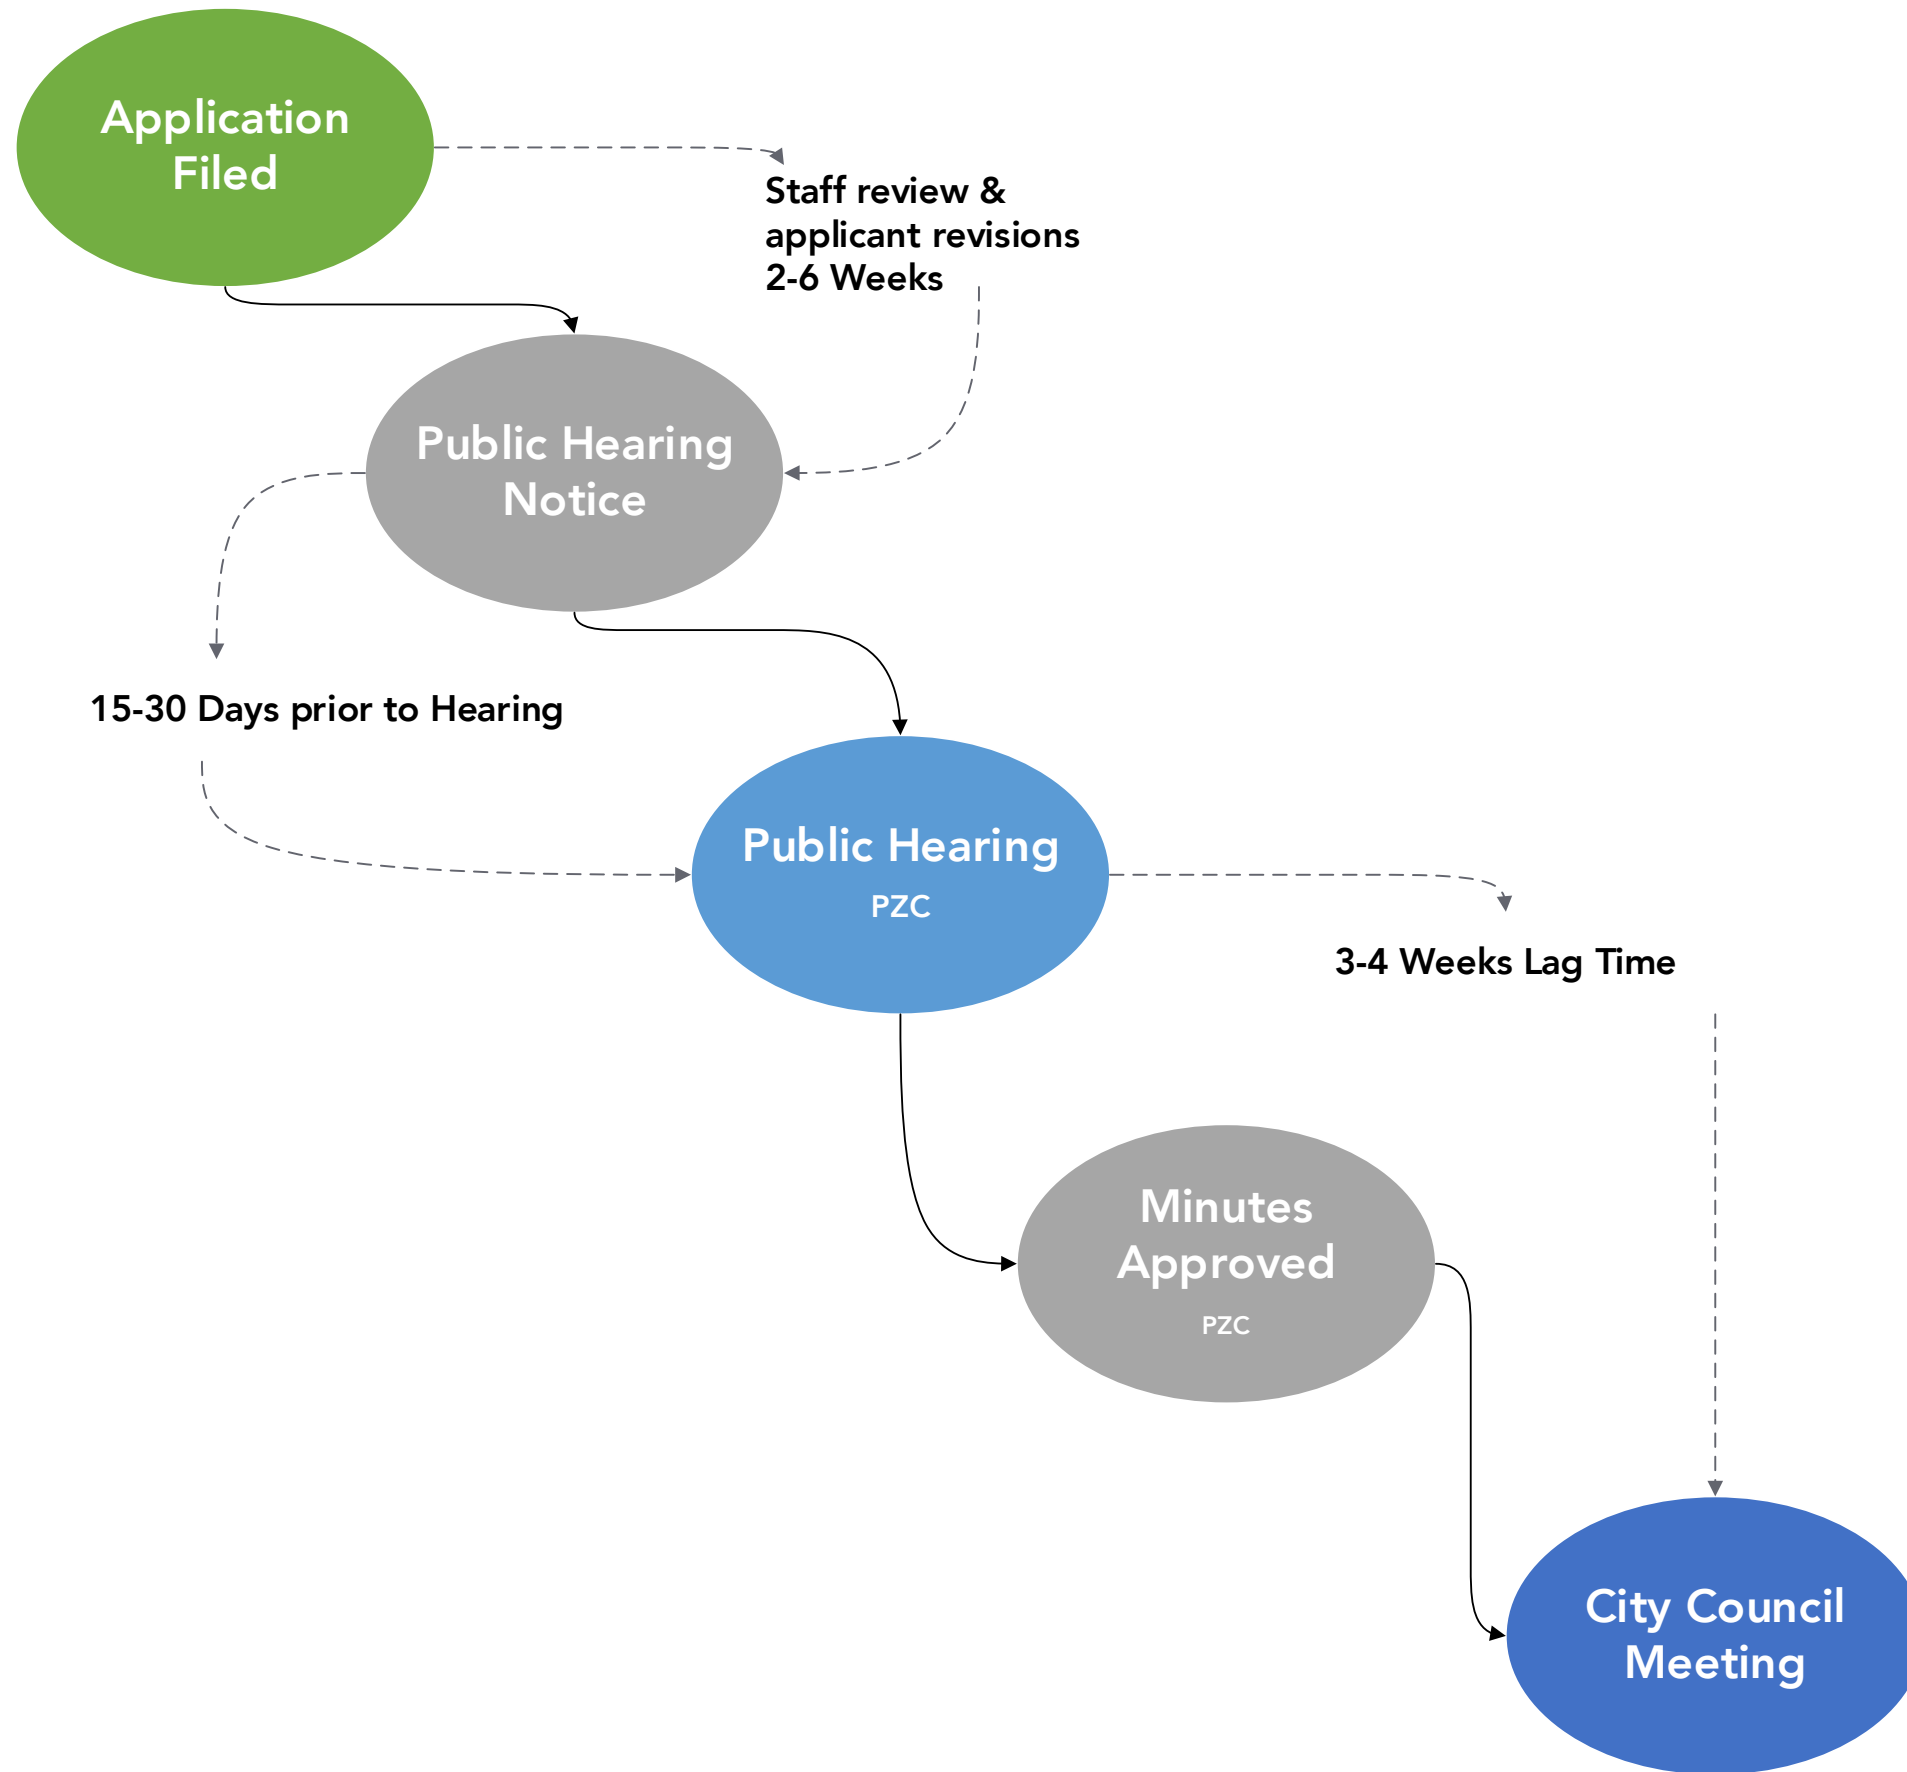 Application
Filed
Staff review &
applicant revisions
2-6 Weeks
Public Hearing
Notice
15-30 Days prior to Hearing
Public Hearing
PZC
3-4 Weeks Lag Time
Minutes
Approved
PZC
City Council
Meeting